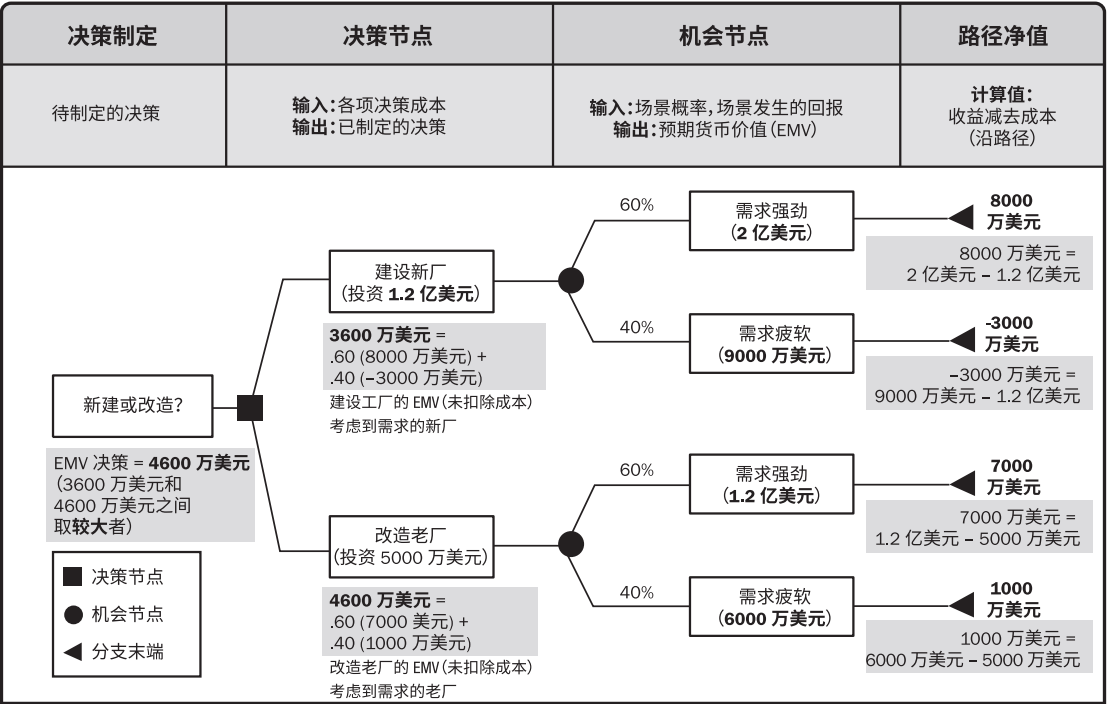 决策制定
决策节点
机会节点
路径净值
待制定的决策
输入:各项决策成本
输出:已制定的决策
输入:场景概率,场景发生的回报
输出:预期货币价值(EMV)
计算值:
收益减去成本
(沿路径)
新建或改造?
EMV 决策 = 4600 万美元
(3600 万美元和
4600 万美元之间
取较大者)
决策节点
机会节点
分支末端
建设新厂
(投资 1.2 亿美元)
3600 万美元 =
.60 (8000 万美元) +
.40 (–3000 万美元)
建设工厂的 EMV(未扣除成本)
考虑到需求的新厂
60%
需求强劲
(2 亿美元)
8000
万美元
8000 万美元 =
2 亿美元 – 1.2 亿美元
40%
需求疲软
(9000 万美元)
-3000
万美元
–3000 万美元 =
9000 万美元 – 1.2 亿美元
改造老厂
(投资 5000 万美元)
4600 万美元 =
.60 (7000 美元) +
.40 (1000 万美元)
改造老厂的 EMV(未扣除成本)
考虑到需求的老厂
60%
需求强劲
(1.2 亿美元)
7000
万美元
7000 万美元 =
1.2 亿美元 – 5000 万美元
40%
需求疲软
(6000 万美元)
1000
万美元
1000 万美元 =
6000 万美元 – 5000 万美元